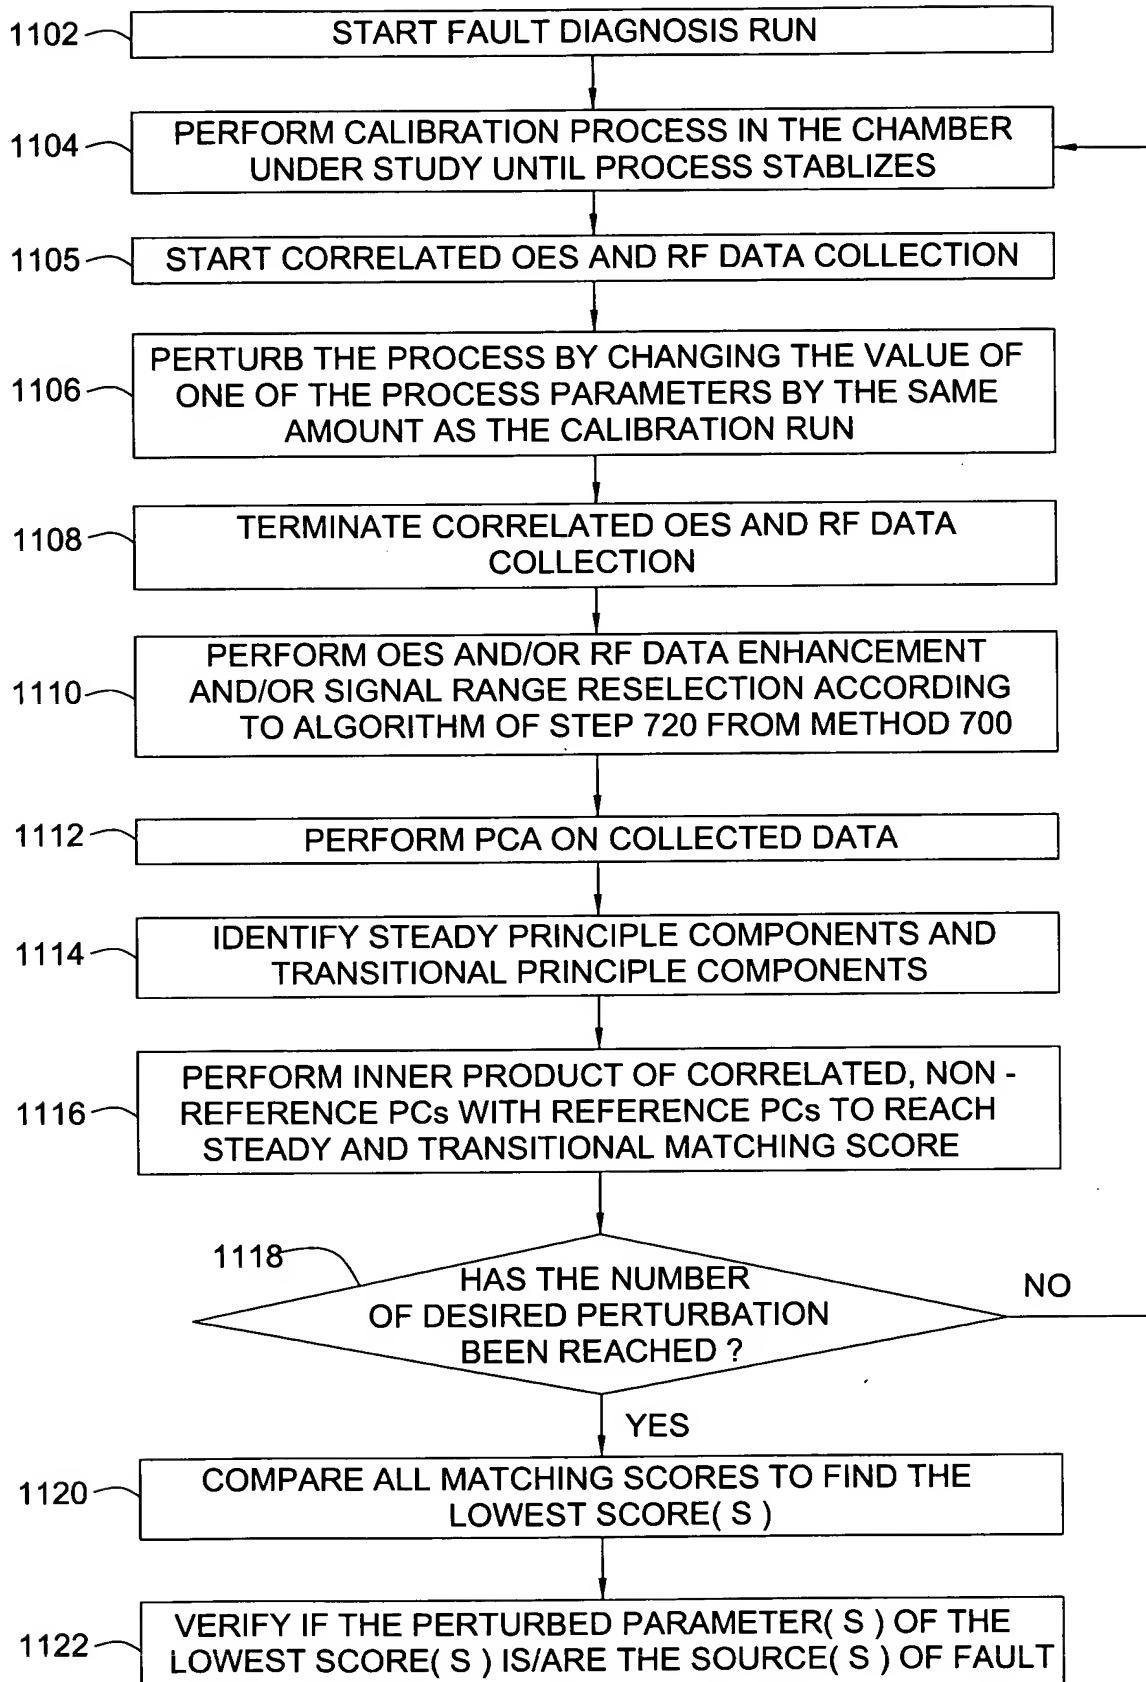 1102
START FAULT DIAGNOSIS RUN
1104
PERFORM CALIBRATION PROCESS IN THE CHAMBER
UNDER STUDY UNTIL PROCESS STABLIZES
1105
START CORRELATED OES AND RF DATA COLLECTION
1106
PERTURB THE PROCESS BY CHANGING THE VALUE OF
ONE OF THE PROCESS PARAMETERS BY THE SAME
AMOUNT AS THE CALIBRATION RUN
1108
TERMINATE CORRELATED OES AND RF DATA
COLLECTION
1110
PERFORM OES AND/OR RF DATA ENHANCEMENT
AND/OR SIGNAL RANGE RESELECTION ACCORDING
TO ALGORITHM OF STEP 720 FROM METHOD 700
1112
PERFORM PCA ON COLLECTED DATA
1114
IDENTIFY STEADY PRINCIPLE COMPONENTS AND
TRANSITIONAL PRINCIPLE COMPONENTS
1116
PERFORM INNER PRODUCT OF CORRELATED, NON -
REFERENCE PCs WITH REFERENCE PCs TO REACH
STEADY AND TRANSITIONAL MATCHING SCORE
1118
HAS THE NUMBER
OF DESIRED PERTURBATION
BEEN REACHED ?
NO
YES
1120
COMPARE ALL MATCHING SCORES TO FIND THE
LOWEST SCORE( S )
1122
VERIFY IF THE PERTURBED PARAMETER( S ) OF THE
LOWEST SCORE( S ) IS/ARE THE SOURCE( S ) OF FAULT